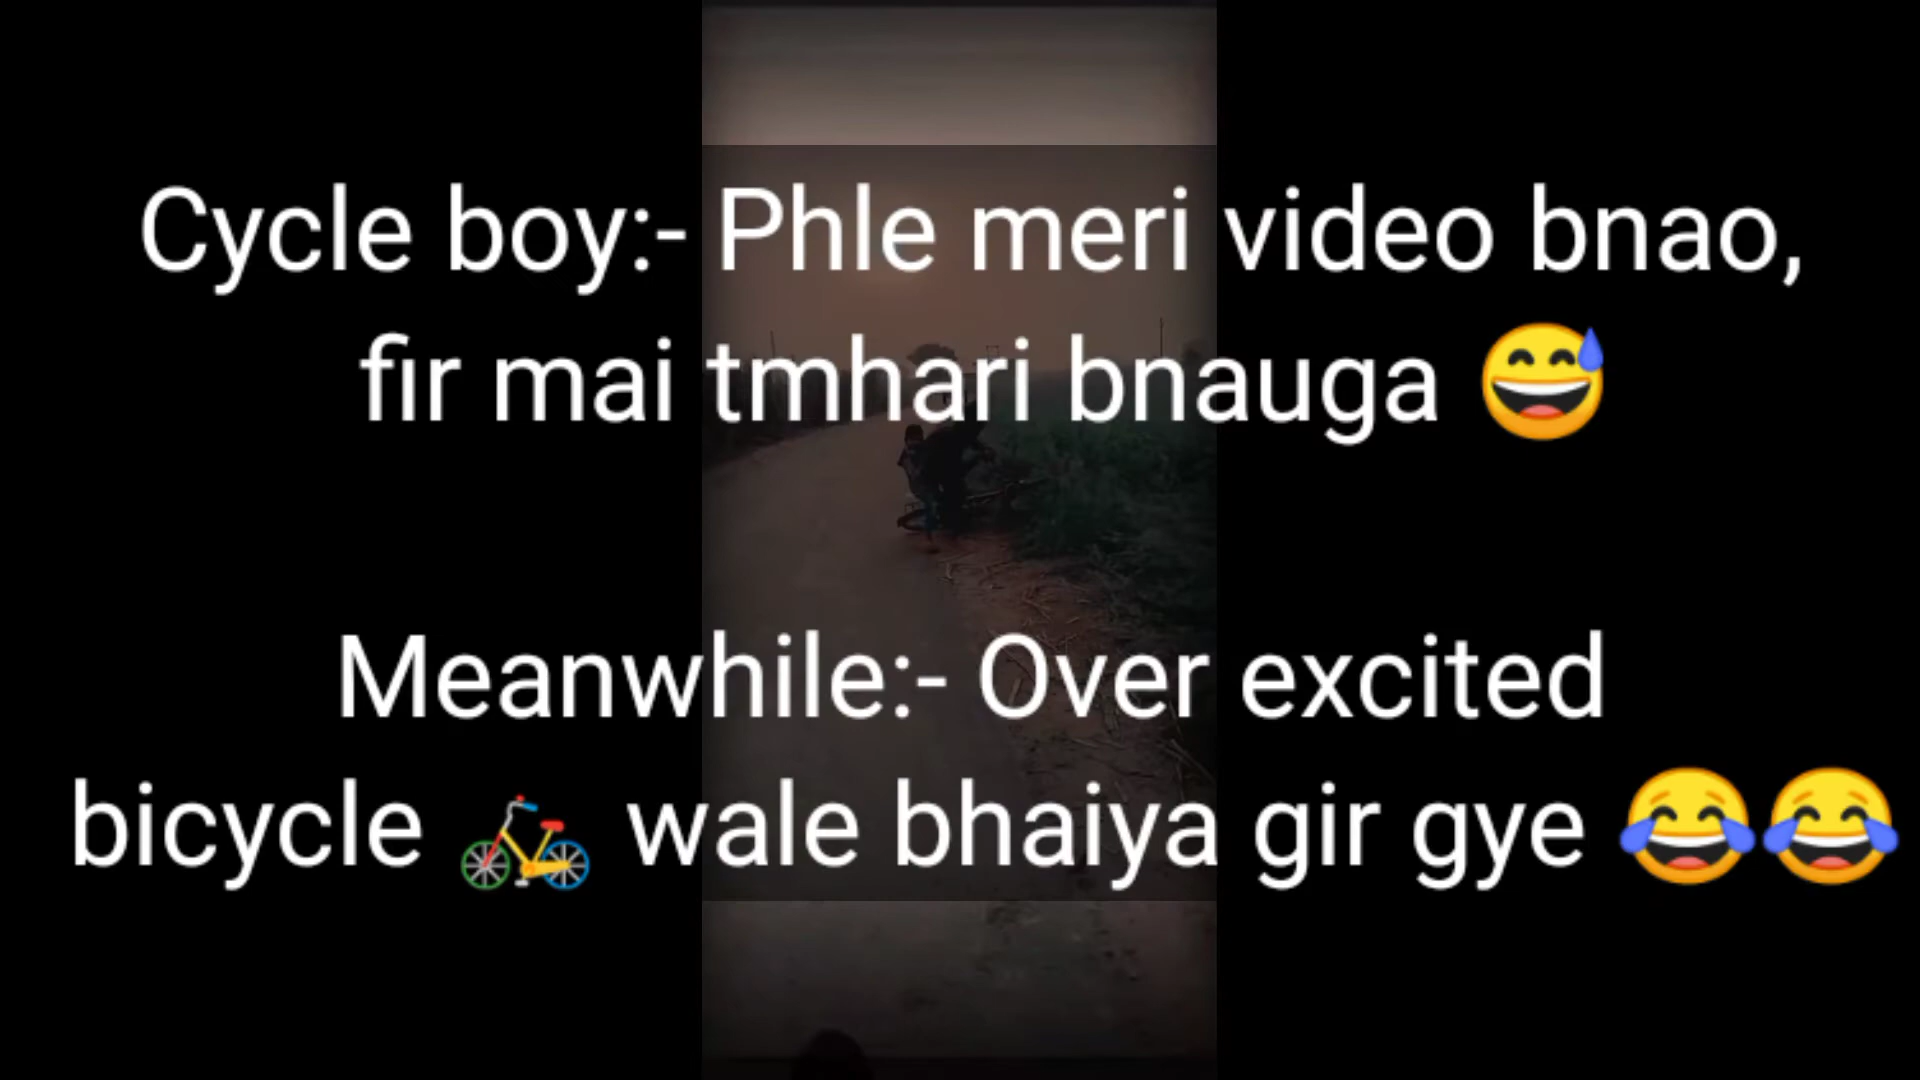 Cycle boy:- Phle meri video bnao,
fir mai tmhari bnauga 😅
Meanwhile:- Over excited
bicycle 🚲 wale bhaiya gir gye 😂😂